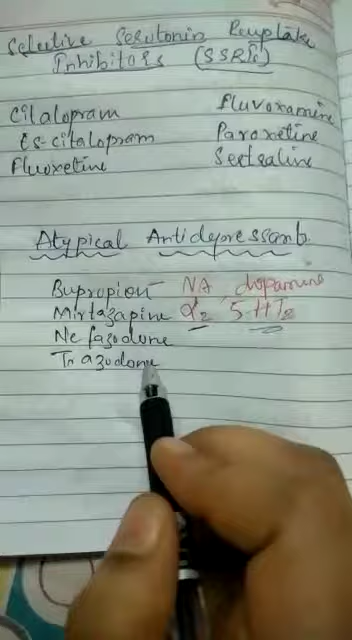 Selective Serotonin Reuptake
Inhibitors (SSRIs)
Citalopram Fluvoxamine
Es-citalopram Paroxetine
Fluoxetine Sertraline
Atypical Antidepressants.
Bupropion NA, dopamine
Mirtazapine α2 5-HT2
Nefazodone
Trazodone